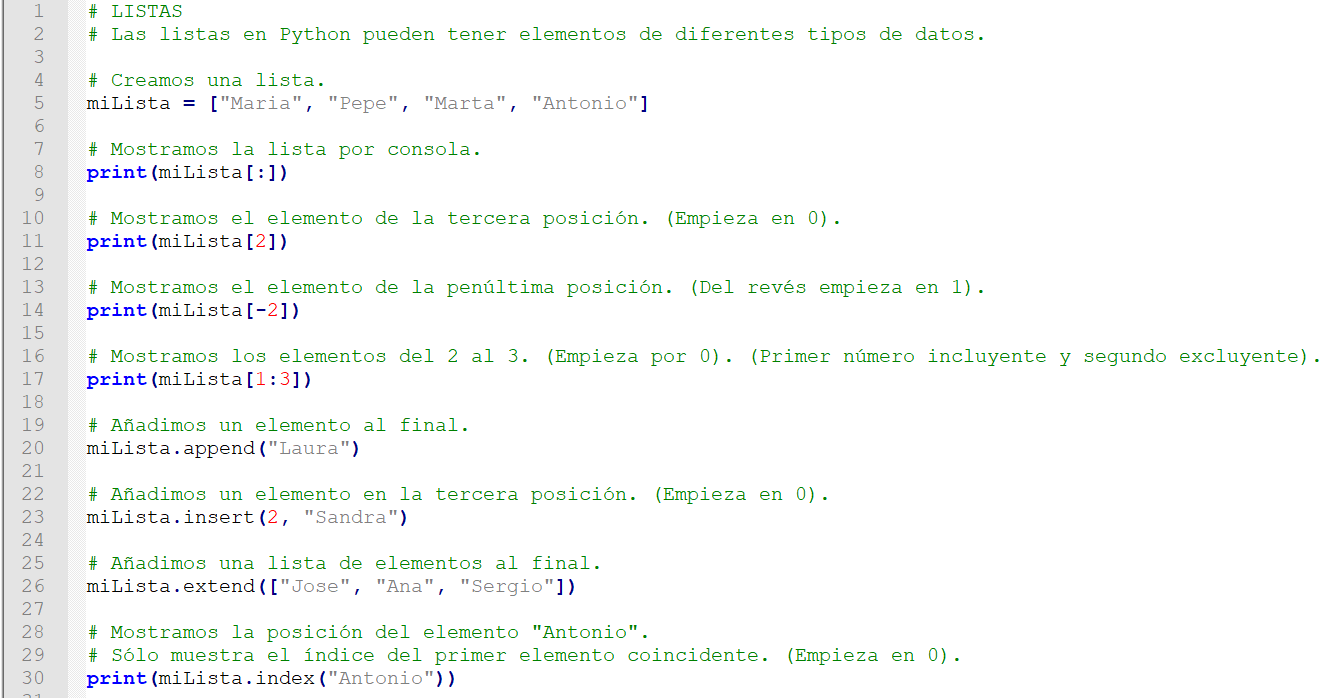 1 # LISTAS
2 # Las listas en Python pueden tener elementos de diferentes tipos de datos.
3
4 # Creamos una lista.
5 miLista = ["Maria", "Pepe", "Marta", "Antonio"]
6
7 # Mostramos la lista por consola.
8 print(miLista[:])
9
10 # Mostramos el elemento de la tercera posición. (Empieza en 0).
11 print(miLista[2])
12
13 # Mostramos el elemento de la penúltima posición. (Del revés empieza en 1).
14 print(miLista[-2])
15
16 # Mostramos los elementos del 2 al 3. (Empieza por 0). (Primer número incluyente y segundo excluyente).
17 print(miLista[1:3])
18
19 # Añadimos un elemento al final.
20 miLista.append("Laura")
21
22 # Añadimos un elemento en la tercera posición. (Empieza en 0).
23 miLista.insert(2, "Sandra")
24
25 # Añadimos una lista de elementos al final.
26 miLista.extend(["Jose", "Ana", "Sergio"])
27
28 # Mostramos la posición del elemento "Antonio".
29 # Sólo muestra el índice del primer elemento coincidente. (Empieza en 0).
30 print(miLista.index("Antonio"))